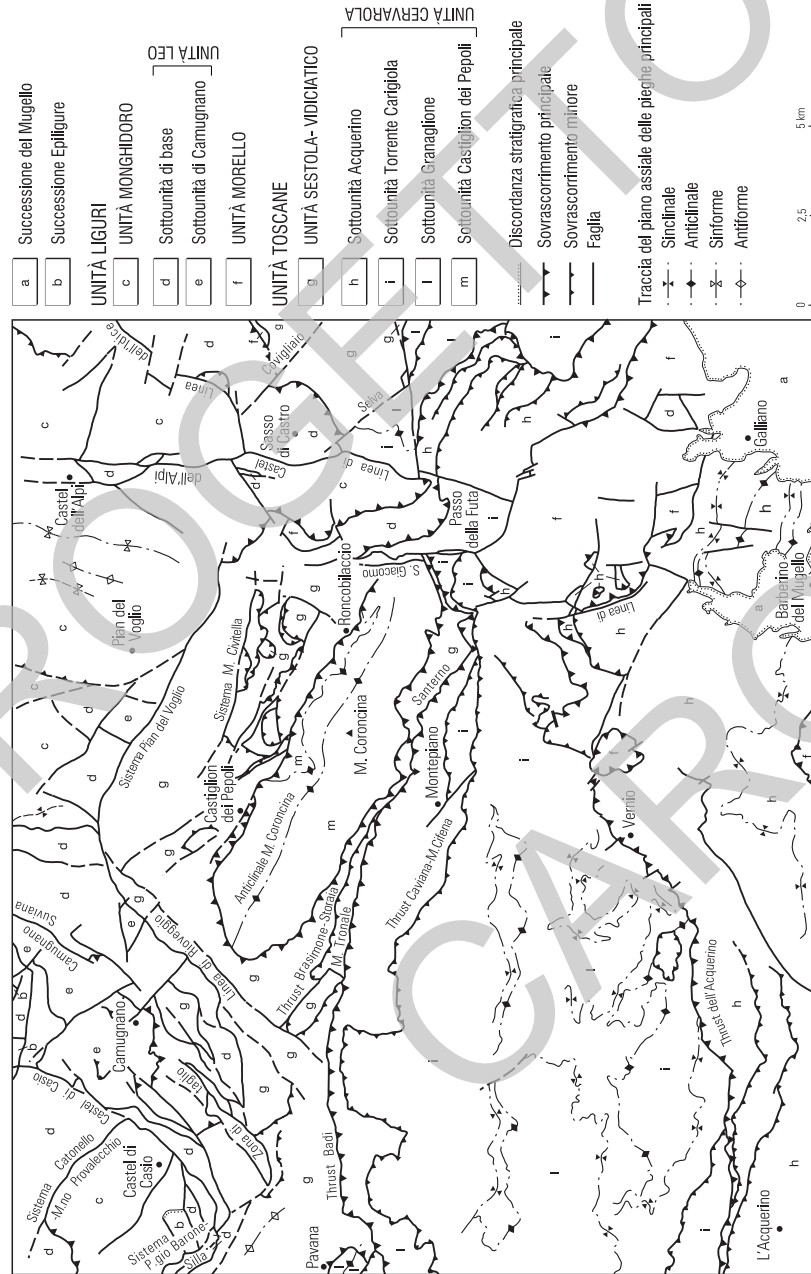 a Successione del Mugello
b Successione Epiligure
UNITÀ LIGURI
c UNITÀ MONGHIDORO
d Sottounità di base
e Sottounità di Camugnano
UNITÀ LEO
f UNITÀ MORELLO
UNITÀ TOSCANE
g UNITÀ SESTOLA- VIDICIATICO
h Sottounità Acquerino
i Sottounità Torrente Carigiola
l Sottounità Granaglione
m Sottounità Castiglion dei Pepoli
UNITÀ CERVAROLA
Discordanza stratigrafica principale
Sovrascorrimento principale
Sovrascorrimento minore
Faglia
Traccia del piano assiale delle pieghe principali
Sinclinale
Anticlinale
Sinforme
Antiforme
0 2,5 5 km
Sistema Catonello
-M.no Provalecchio
Castel di
Casio
Sistema
P.gio Barone-
Silla
Castel di Casio
Camugnano
Camugnano
Suviana
Zona di taglio
Linea di Rioveggio
Pian del
Voglio
Castel
dell'Alpi
dell'Alpi
Linea
dell'Idice
Sistema Pian del Voglio
Sistema M. Civitella
Castiglion
dei Pepoli
Roncobilaccio
Sasso
di Castro
Castel
Linea di
Selva
Covigliaio
Anticlinale M. Coroncina
M. Coroncina
S. Giacomo
Passo
della Futa
Santerno
Montepiano
Thrust Brasimone-Storaia
M. Tronale
Thrust Caviana-M.Citena
Pavana
Thrust Badi
Vernio
Linea di
Thrust dell'Acquerino
L'Acquerino
Barberino
del Mugello
Galliano
PROGETTO
CARG